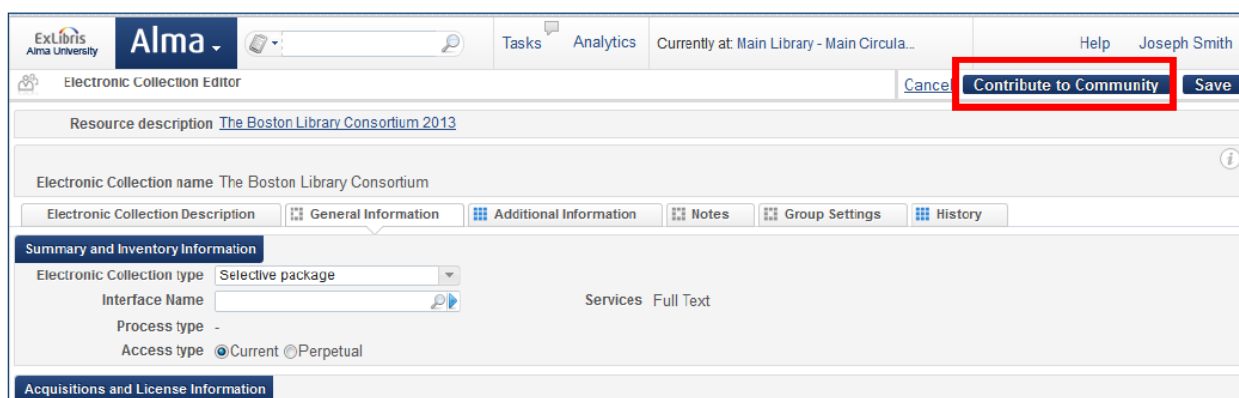 ExLibris
Alma University
Alma
Tasks Analytics Currently at: Main Library - Main Circula... Help Joseph Smith
Electronic Collection Editor Cancel Contribute to Community Save
Resource description The Boston Library Consortium 2013
Electronic Collection name The Boston Library Consortium
Electronic Collection Description General Information Additional Information Notes Group Settings History
Summary and Inventory Information
Electronic Collection type Selective package
Interface Name Services Full Text
Process type -
Access type Current Perpetual
Acquisitions and License Information